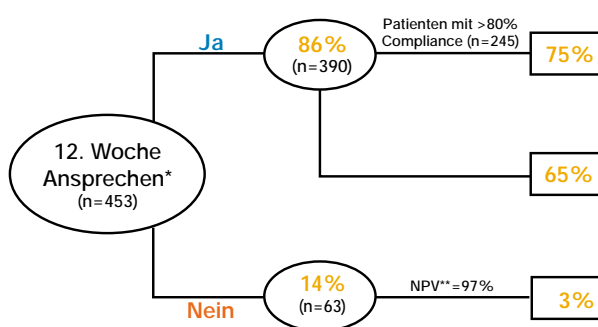 Ja
86%
(n=390)
Patienten mit >80%
Compliance (n=245)
75%
12. Woche
Ansprechen*
(n=453)
65%
Nein
14%
(n=63)
NPV**=97%
3%